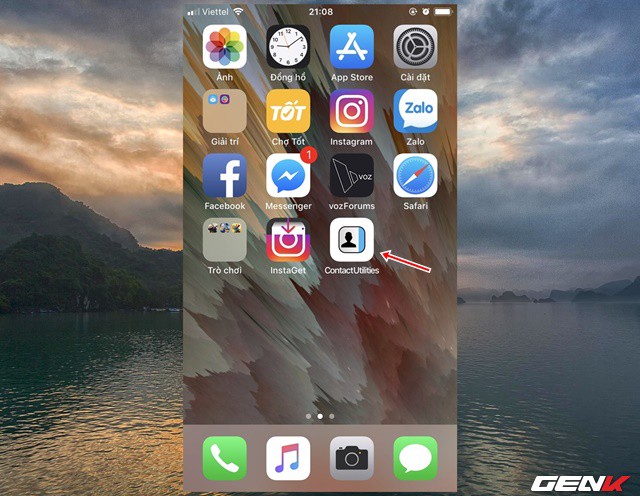 Viettel 21:08
Ảnh Đồng hồ App Store Cài đặt
TỐT Zalo
Giải trí Chợ Tốt Instagram Zalo
1
voz
Facebook Messenger vozForums Safari
Trò chơi InstaGet ContactUtilities
GENK